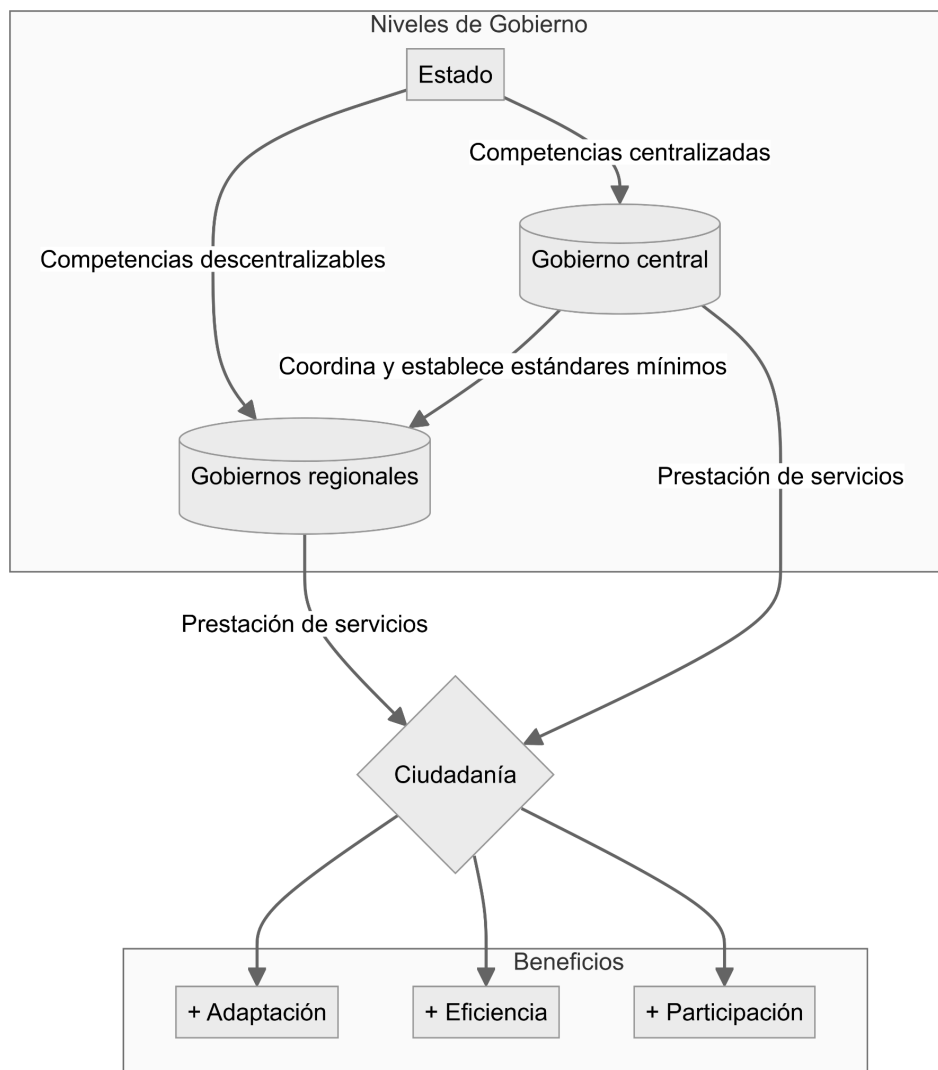 Niveles de Gobierno
Estado
Competencias centralizadas
Competencias descentralizables
Gobierno central
Coordina y establece estándares mínimos
Gobiernos regionales
Prestación de servicios
Prestación de servicios
Ciudadanía
Beneficios
+ Adaptación
+ Eficiencia
+ Participación